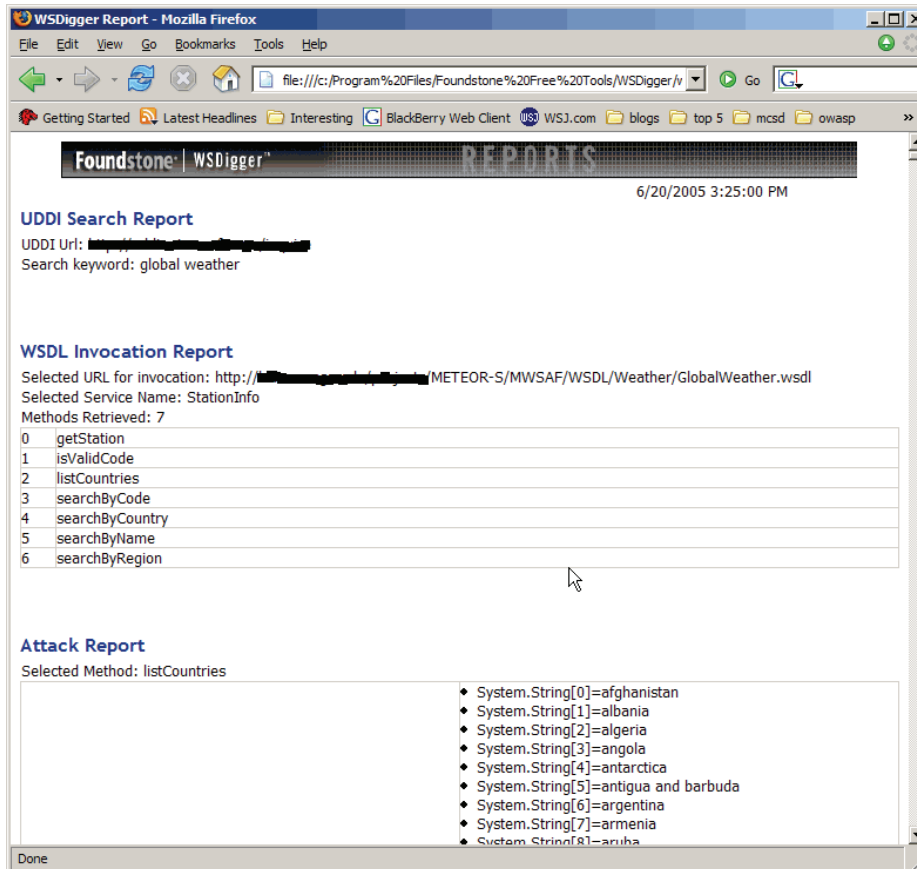 WSDigger Report - Mozilla Firefox
File Edit View Go Bookmarks Tools Help
file:///c:/Program%20Files/Foundstone%20Free%20Tools/WSDigger/ Go G
Getting Started Latest Headlines Interesting BlackBerry Web Client WSJ.com blogs top 5 mcsd owasp »
Foundstone | WSDigger™ REPORTS
6/20/2005 3:25:00 PM
UDDI Search Report
UDDI Url:
Search keyword: global weather
WSDL Invocation Report
Selected URL for invocation: http:// /METEOR-S/MWSAF/WSDL/Weather/GlobalWeather.wsdl
Selected Service Name: StationInfo
Methods Retrieved: 7
0 getStation
1 isValidCode
2 listCountries
3 searchByCode
4 searchByCountry
5 searchByName
6 searchByRegion
Attack Report
Selected Method: listCountries
System.String[0]=afghanistan
System.String[1]=albania
System.String[2]=algeria
System.String[3]=angola
System.String[4]=antarctica
System.String[5]=antigua and barbuda
System.String[6]=argentina
System.String[7]=armenia
System.String[8]=aruba
Done